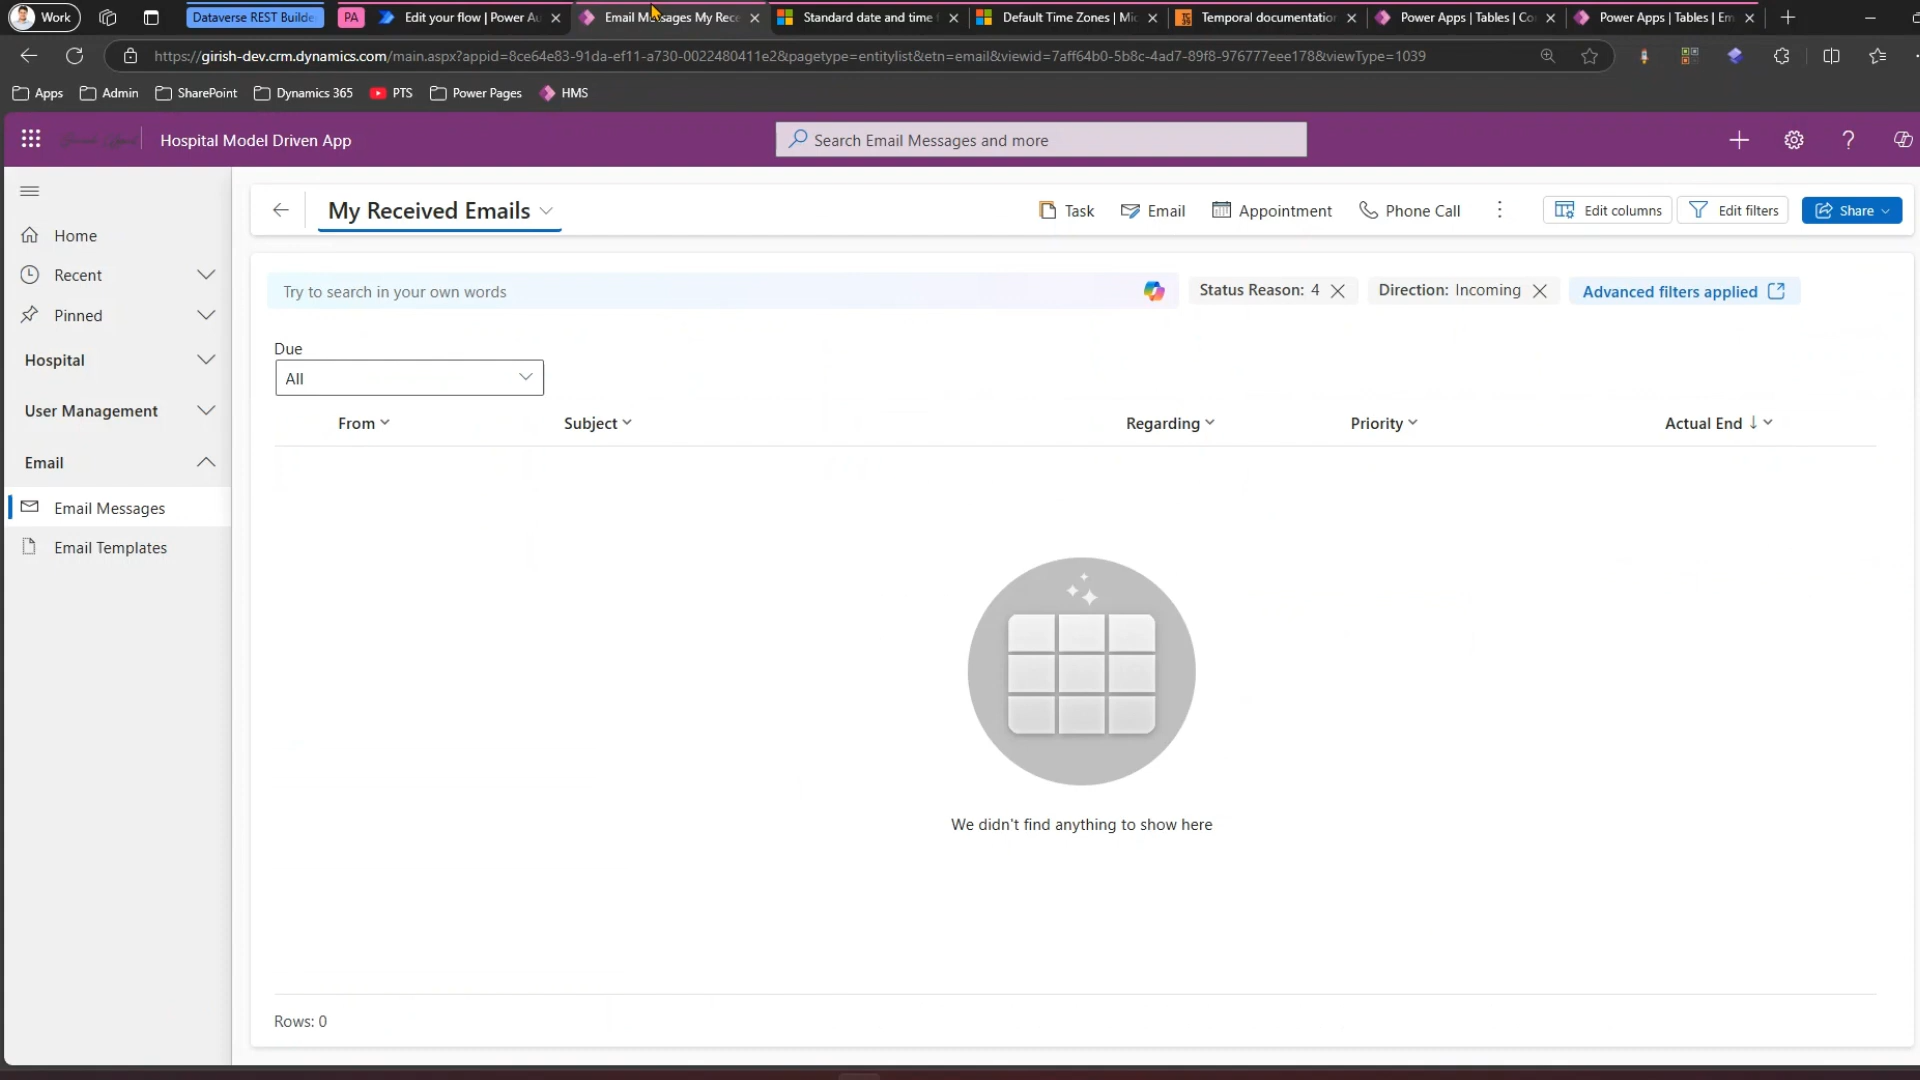 Work
Dataverse REST Builde
PA
Edit your flow | Power Au
Email Messages My Rece
Standard date and time f
Default Time Zones | Mic
Temporal documentation
Power Apps | Tables | Co
Power Apps | Tables | Em
https://girish-dev.crm.dynamics.com/main.aspx?appid=8ce64e83-91da-ef11-a730-0022480411e2&pagetype=entitylist&etn=email&viewid=7aff64b0-5b8c-4ad7-89f8-976777eee178&viewType=1039
Apps
Admin
SharePoint
Dynamics 365
PTS
Power Pages
HMS
Hospital Model Driven App
Search Email Messages and more
Home
Recent
Pinned
Hospital
User Management
Email
Email Messages
Email Templates
My Received Emails
Task
Email
Appointment
Phone Call
Edit columns
Edit filters
Share
Try to search in your own words
Status Reason: 4
Direction: Incoming
Advanced filters applied
Due
All
From
Subject
Regarding
Priority
Actual End
We didn't find anything to show here
Rows: 0